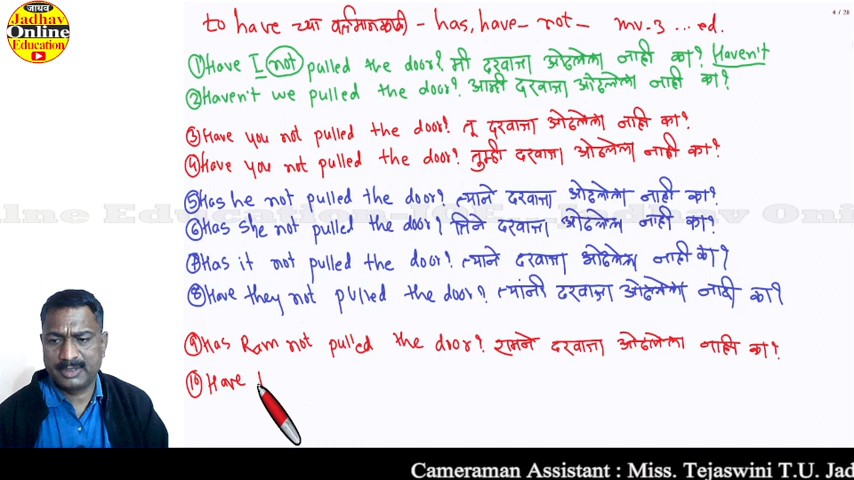 जाधव
Jadhav
Online
Education
4 / 28
to have च्या वर्तमानकाळी - has, have - not - mv-3 ... ed.
① Have I not pulled the door? मी दरवाजा ओढलेला नाही का? Haven't
② Haven't we pulled the door? आम्ही दरवाजा ओढलेला नाही का?
③ Have you not pulled the door? तू दरवाजा ओढलेला नाही का?
④ Have you not pulled the door? तुम्ही दरवाजा ओढलेला नाही का?
⑤ Has he not pulled the door? त्याने दरवाजा ओढलेला नाही का?
⑥ Has she not pulled the door? तिने दरवाजा ओढलेला नाही का?
⑦ Has it not pulled the door? त्याने दरवाजा ओढलेला नाही का?
⑧ Have they not pulled the door? त्यांनी दरवाजा ओढलेला नाही का?
⑨ Has Ram not pulled the door? रामने दरवाजा ओढलेला नाही का?
⑩ Have
Cameraman Assistant : Miss. Tejaswini T.U. Jad